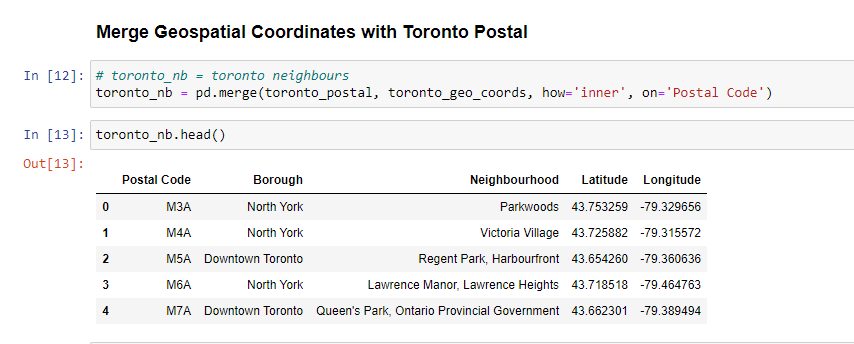 Merge Geospatial Coordinates with Toronto Postal
In [12]: # toronto_nb = toronto neighbours
toronto_nb = pd.merge(toronto_postal, toronto_geo_coords, how='inner', on='Postal Code')
In [13]: toronto_nb.head()
Out[13]:
Postal Code Borough Neighbourhood Latitude Longitude
0 M3A North York Parkwoods 43.753259 -79.329656
1 M4A North York Victoria Village 43.725882 -79.315572
2 M5A Downtown Toronto Regent Park, Harbourfront 43.654260 -79.360636
3 M6A North York Lawrence Manor, Lawrence Heights 43.718518 -79.464763
4 M7A Downtown Toronto Queen's Park, Ontario Provincial Government 43.662301 -79.389494